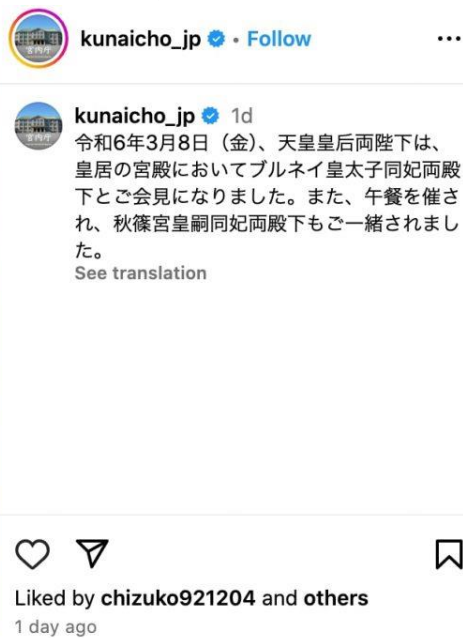 kunaicho_jp • Follow
kunaicho_jp 1d
令和6年3月8日（金）、天皇皇后両陛下は、
皇居の宮殿においてブルネイ皇太子同妃両殿
下とご会見になりました。また、午餐を催さ
れ、秋篠宮皇嗣同妃両殿下もご一緒されまし
た。
See translation
Liked by chizuko921204 and others
1 day ago